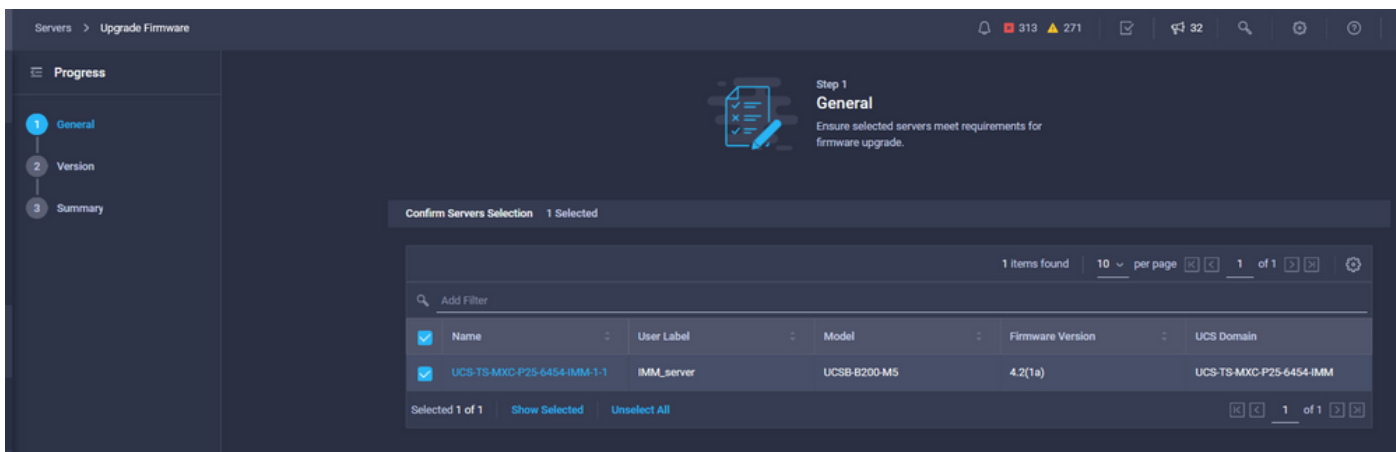 Servers > Upgrade Firmware
313 271 32
Progress
1 General
2 Version
3 Summary
Step 1
General
Ensure selected servers meet requirements for
firmware upgrade.
Confirm Servers Selection 1 Selected
1 items found 10 per page 1 of 1
Add Filter
Name User Label Model Firmware Version UCS Domain
UCS-TS-MXC-P25-6454-IMM-1-1 IMM_server UCSB-B200-M5 4.2(1a) UCS-TS-MXC-P25-6454-IMM
Selected 1 of 1 Show Selected Unselect All 1 of 1